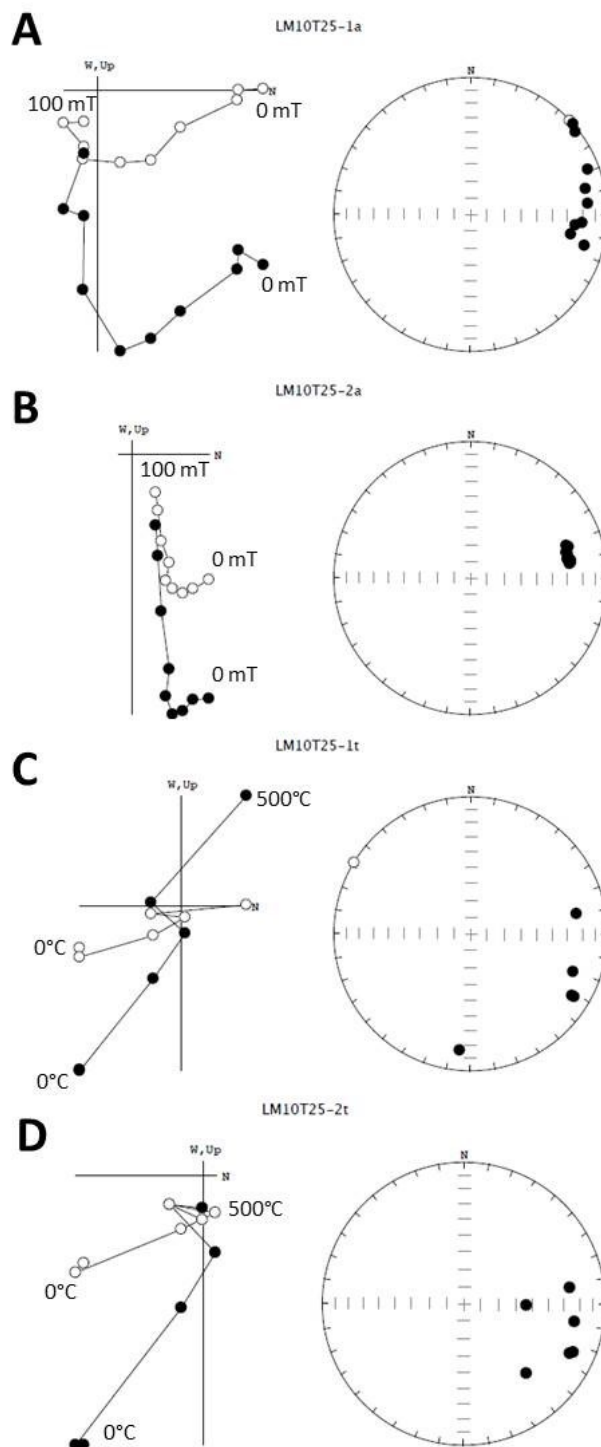 A
LM10T25-1a
W,Up
N
100 mT
0 mT
0 mT
N
B
LM10T25-2a
W,Up
N
100 mT
0 mT
0 mT
N
C
LM10T25-1t
W,Up
500°C
N
0°C
0°C
N
D
LM10T25-2t
W,Up
N
500°C
0°C
0°C
N